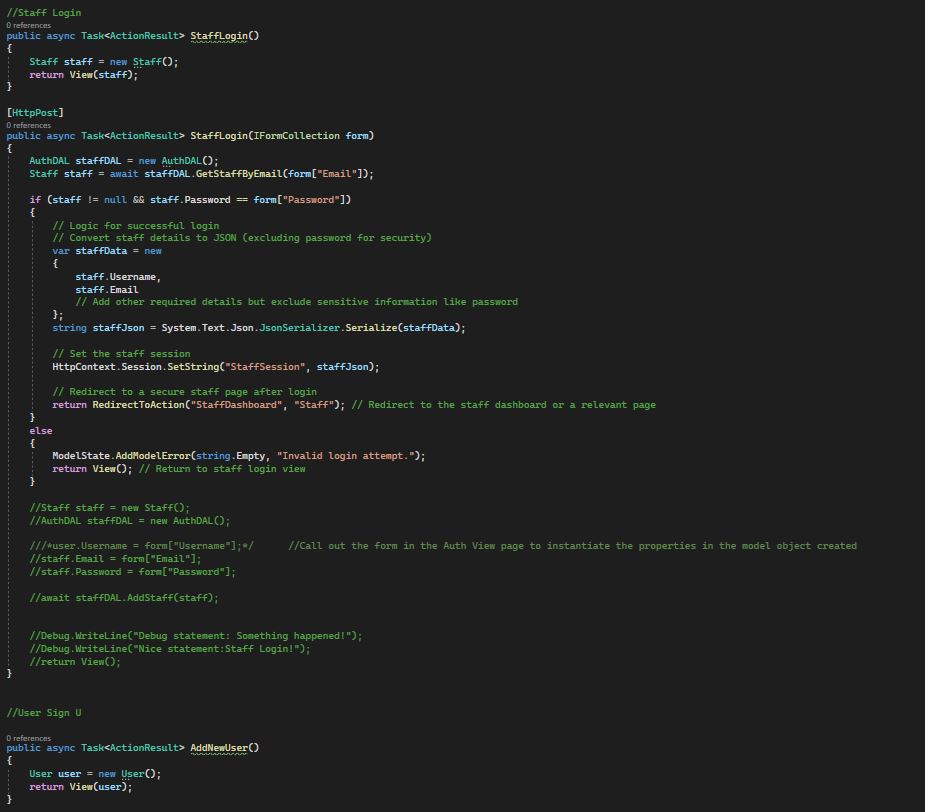 //Staff Login
0 references
public async Task<ActionResult> StaffLogin()
{
    Staff staff = new Staff();
    return View(staff);
}

[HttpPost]
0 references
public async Task<ActionResult> StaffLogin(IFormCollection form)
{
    AuthDAL staffDAL = new AuthDAL();
    Staff staff = await staffDAL.GetStaffByEmail(form["Email"]);

    if (staff != null && staff.Password == form["Password"])
    {
        // Logic for successful login
        // Convert staff details to JSON (excluding password for security)
        var staffData = new
        {
            staff.Username,
            staff.Email
            // Add other required details but exclude sensitive information like password
        };
        string staffJson = System.Text.Json.JsonSerializer.Serialize(staffData);

        // Set the staff session
        HttpContext.Session.SetString("StaffSession", staffJson);

        // Redirect to a secure staff page after login
        return RedirectToAction("StaffDashboard", "Staff"); // Redirect to the staff dashboard or a relevant page
    }
    else
    {
        ModelState.AddModelError(string.Empty, "Invalid login attempt.");
        return View(); // Return to staff login view
    }

    //Staff staff = new Staff();
    //AuthDAL staffDAL = new AuthDAL();

    ///*user.Username = form["Username"];*/      //Call out the form in the Auth View page to instantiate the properties in the model object created
    //staff.Email = form["Email"];
    //staff.Password = form["Password"];

    //await staffDAL.AddStaff(staff);


    //Debug.WriteLine("Debug statement: Something happened!");
    //Debug.WriteLine("Nice statement:Staff Login!");
    //return View();
}


//User Sign U

0 references
public async Task<ActionResult> AddNewUser()
{
    User user = new User();
    return View(user);
}